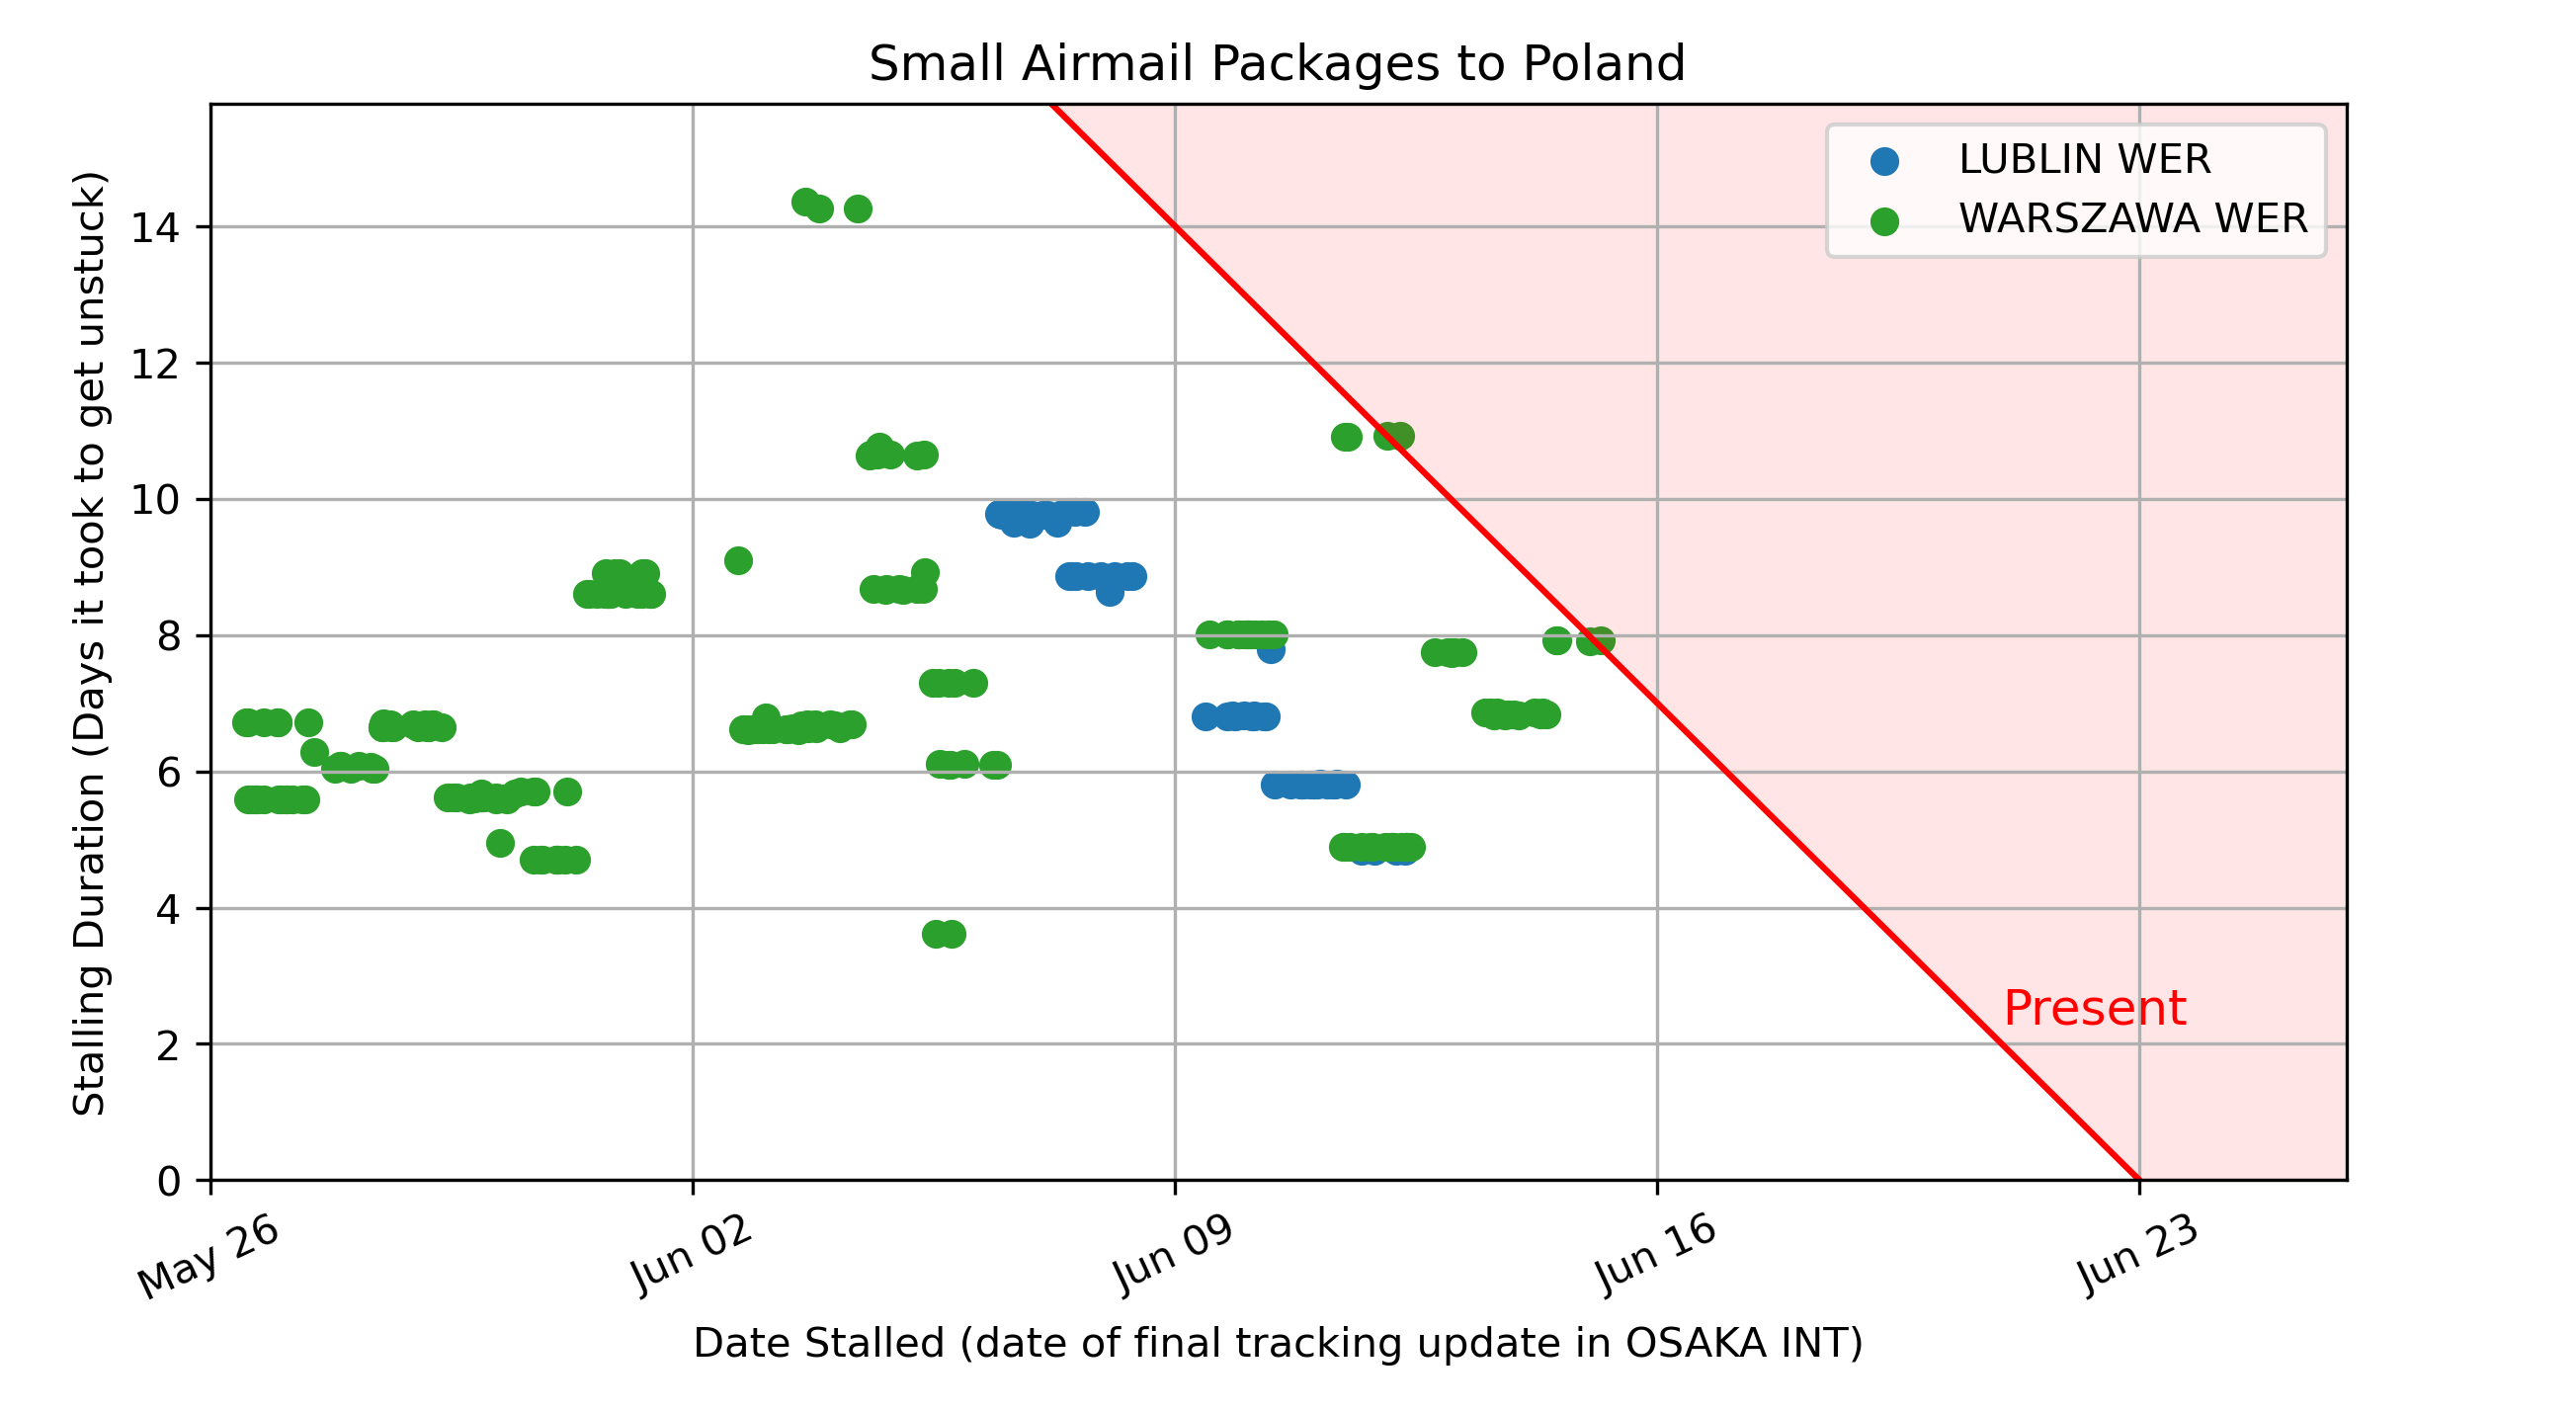 Small Airmail Packages to Poland
LUBLIN WER
WARSZAWA WER
Stalling Duration (Days it took to get unstuck)
14
12
10
8
6
4
2
0
Present
May 26
Jun 02
Jun 09
Jun 16
Jun 23
Date Stalled (date of final tracking update in OSAKA INT)